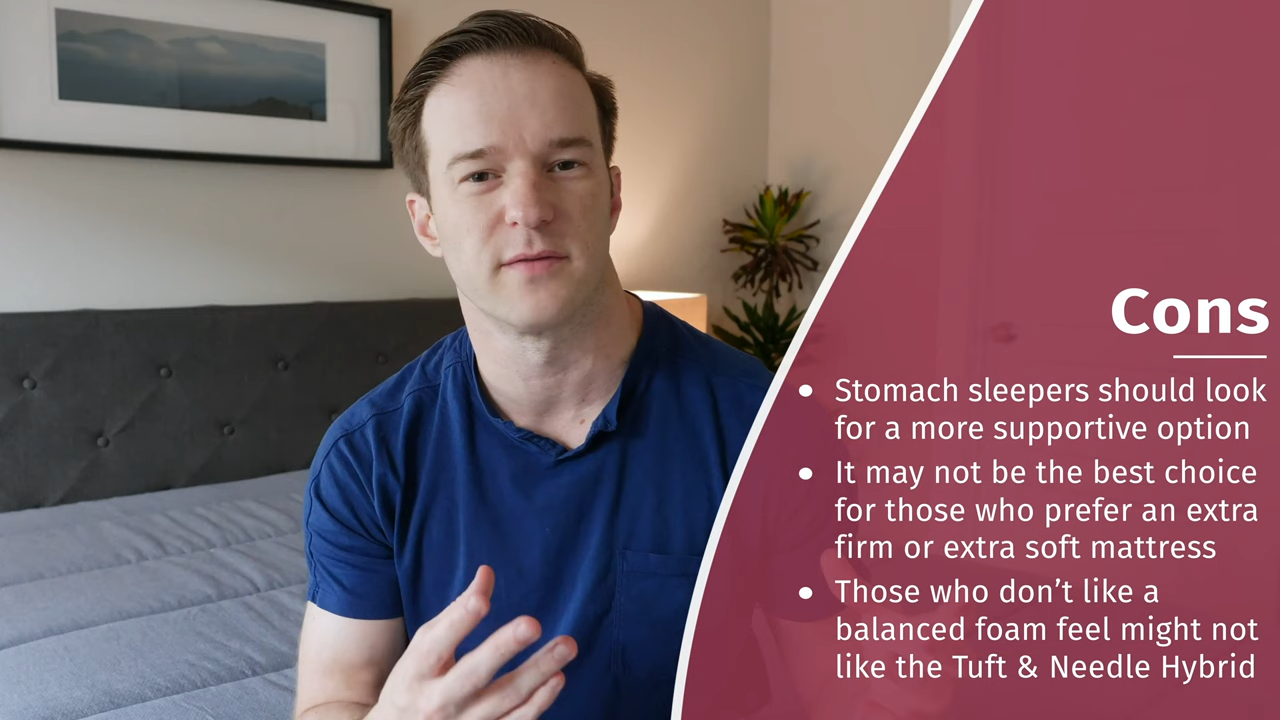 Cons
• Stomach sleepers should look
for a more supportive option
• It may not be the best choice
for those who prefer an extra
firm or extra soft mattress
• Those who don’t like a
balanced foam feel might not
like the Tuft & Needle Hybrid